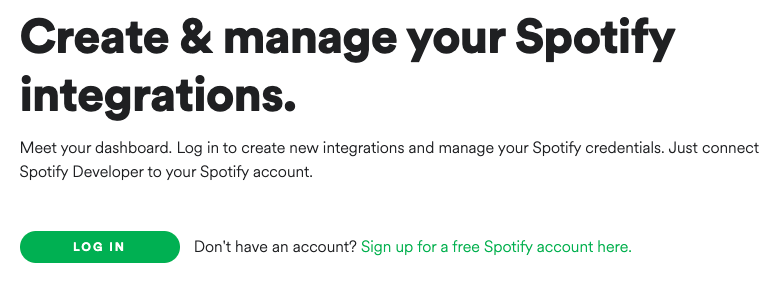 Create & manage your Spotify
integrations.
Meet your dashboard. Log in to create new integrations and manage your Spotify credentials. Just connect
Spotify Developer to your Spotify account.
LOG IN Don't have an account? Sign up for a free Spotify account here.